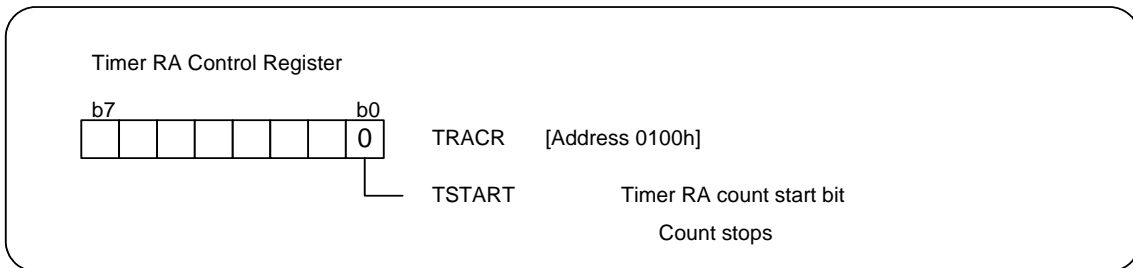 Timer RA Control Register
b7 b0
0 TRACR [Address 0100h]
TSTART Timer RA count start bit
Count stops